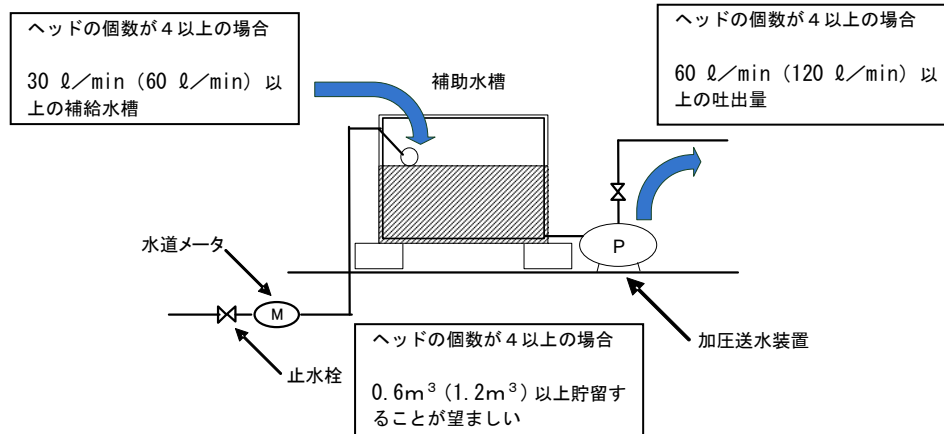 ヘッドの個数が４以上の場合
30 ℓ／min（60 ℓ／min）以
上の補給水槽
補助水槽
ヘッドの個数が４以上の場合
60 ℓ／min（120 ℓ／min）以
上の吐出量
P
水道メータ
M
止水栓
加圧送水装置
ヘッドの個数が４以上の場合
0.6ｍ³（1.2ｍ³）以上貯留す
ることが望ましい